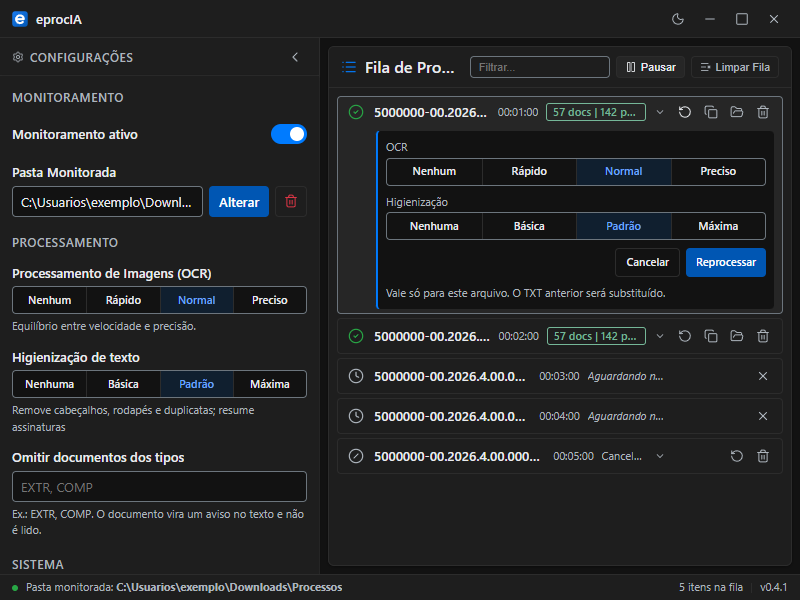 eprocIA
CONFIGURAÇÕES
MONITORAMENTO
Monitoramento ativo
Pasta Monitorada
C:\Usuarios\exemplo\Downl...
Alterar
PROCESSAMENTO
Processamento de Imagens (OCR)
Nenhum Rápido Normal Preciso
Equilíbrio entre velocidade e precisão.
Higienização de texto
Nenhuma Básica Padrão Máxima
Remove cabeçalhos, rodapés e duplicatas; resume
assinaturas
Omitir documentos dos tipos
EXTR, COMP
Ex.: EXTR, COMP. O documento vira um aviso no texto e não
é lido.
SISTEMA
Fila de Pro...
Filtrar...
Pausar
Limpar Fila
5000000-00.2026... 00:01:00 57 docs | 142 p...
OCR
Nenhum Rápido Normal Preciso
Higienização
Nenhuma Básica Padrão Máxima
Cancelar Reprocessar
Vale só para este arquivo. O TXT anterior será substituído.
5000000-00.2026.... 00:02:00 57 docs | 142 p...
5000000-00.2026.4.00.0... 00:03:00 Aguardando n...
5000000-00.2026.4.00.0... 00:04:00 Aguardando n...
5000000-00.2026.4.00.000... 00:05:00 Cancel...
Pasta monitorada: C:\Usuarios\exemplo\Downloads\Processos
5 itens na fila
v0.4.1